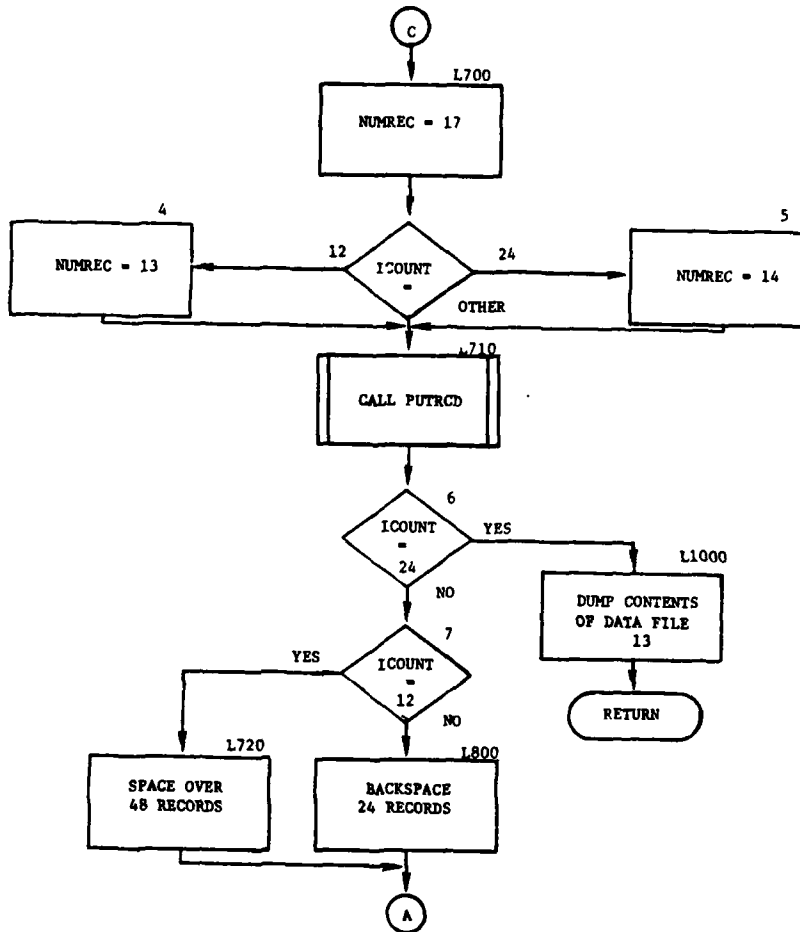 C
L700
NUMREC = 17
4
5
12
24
NUMREC = 13
ICOUNT
=
NUMREC = 14
OTHER
L710
CALL PUTRCD
6
ICOUNT
=
24
YES
NO
L1000
DUMP CONTENTS
OF DATA FILE
13
7
YES
ICOUNT
=
12
NO
RETURN
L720
L800
SPACE OVER
48 RECORDS
BACKSPACE
24 RECORDS
A